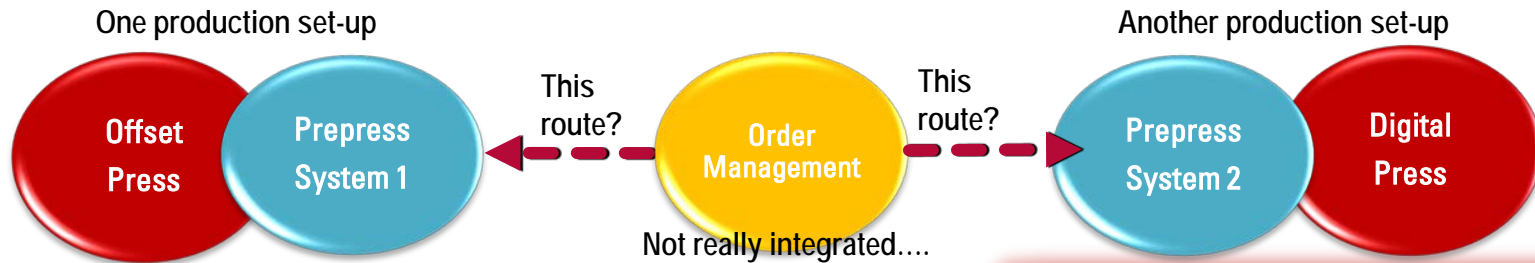 One production set-up
Another production set-up
Offset
Press
Prepress
System 1
This
route?
Order
Management
This
route?
Prepress
System 2
Digital
Press
Not really integrated....